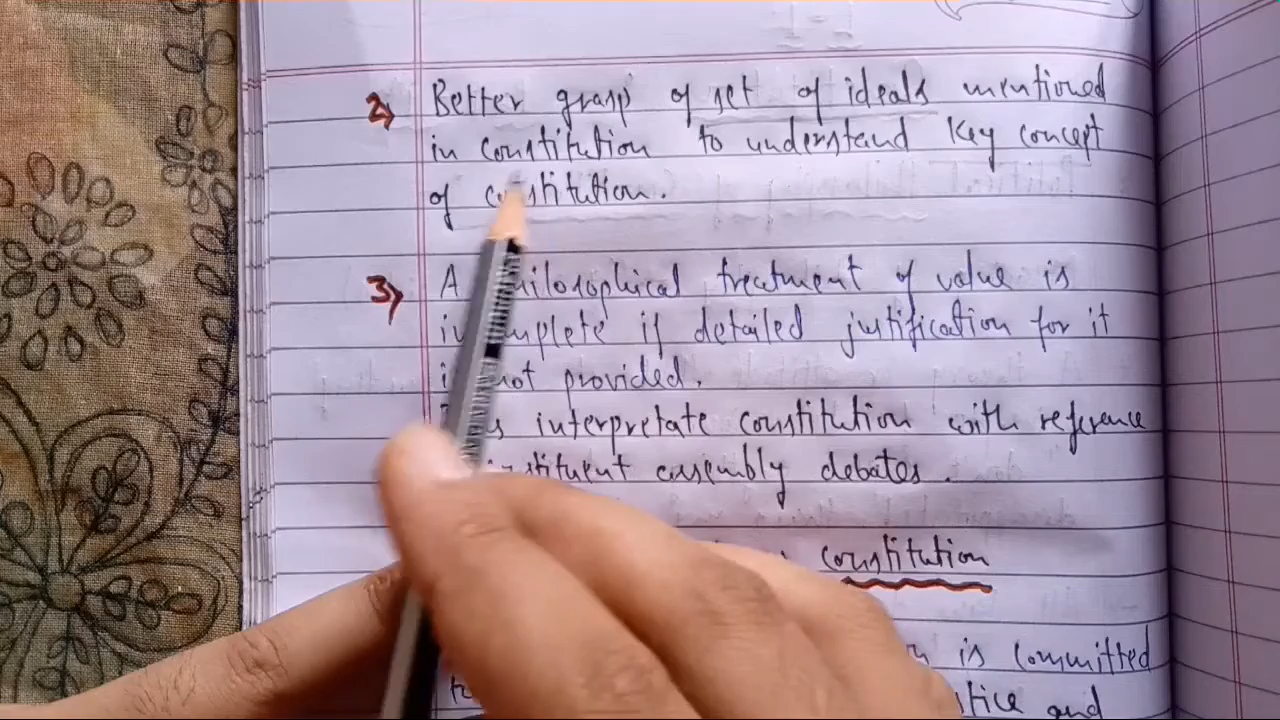 2) Better grasp of set of ideals mentioned
in constitution to understand key concept
of constitution.
3) A philosophical treatment of value is
incomplete if detailed justification for it
not provided.
interpretate constitution with reference
constituent assembly debates.
constitution
is committed
and